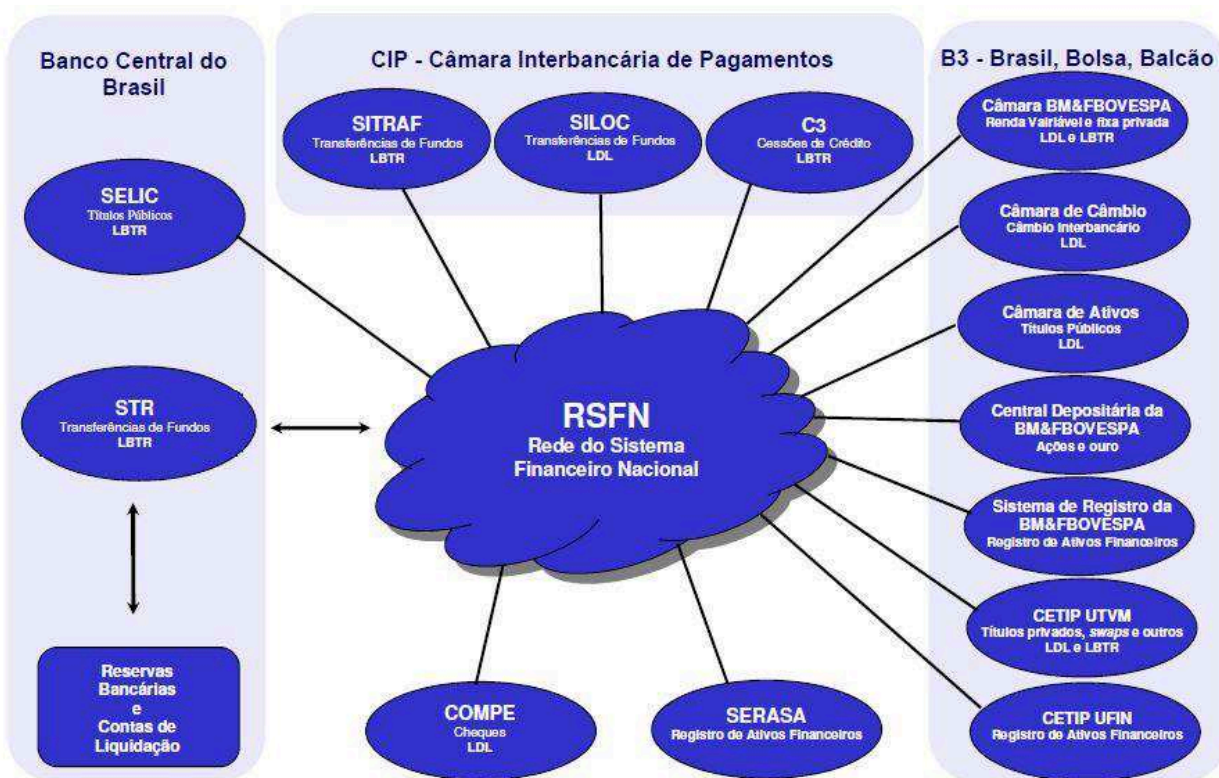 Banco Central do
Brasil
SELIC
Títulos Públicos
LBTR
STR
Transferências de Fundos
LBTR
Reservas
Bancárias
e
Contas de
Liquidação
CIP - Câmara Interbancária de Pagamentos
SITRAF
Transferências de Fundos
LBTR
SILOC
Transferências de Fundos
LDL
C3
Cessões de Crédito
LBTR
RSFN
Rede do Sistema
Financeiro Nacional
COMPE
Cheques
LDL
SERASA
Registro de Ativos Financeiros
B3 - Brasil, Bolsa, Balcão
Câmara BM&FBOVESPA
Renda Vairlável e fixa privada
LDL e LBTR
Câmara de Câmbio
Câmbio Interbancário
LDL
Câmara de Ativos
Títulos Públicos
LDL
Central Depositária da
BM&FBOVESPA
Ações e ouro
Sistema de Registro da
BM&FBOVESPA
Registro de Ativos Financeiros
CETIP UTVM
Títulos privados, swaps e outros
LDL e LBTR
CETIP UFIN
Registro de Ativos Financeiros